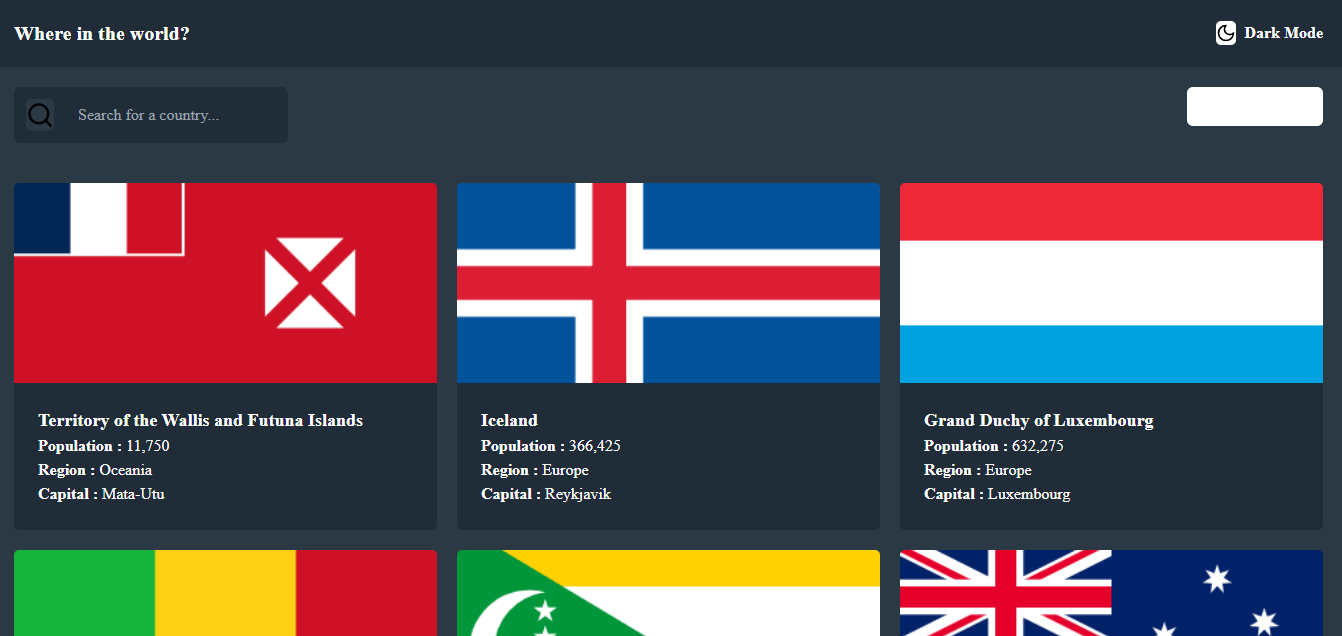 Where in the world?
Dark Mode
Search for a country...
Territory of the Wallis and Futuna Islands
Population : 11,750
Region : Oceania
Capital : Mata-Utu
Iceland
Population : 366,425
Region : Europe
Capital : Reykjavik
Grand Duchy of Luxembourg
Population : 632,275
Region : Europe
Capital : Luxembourg